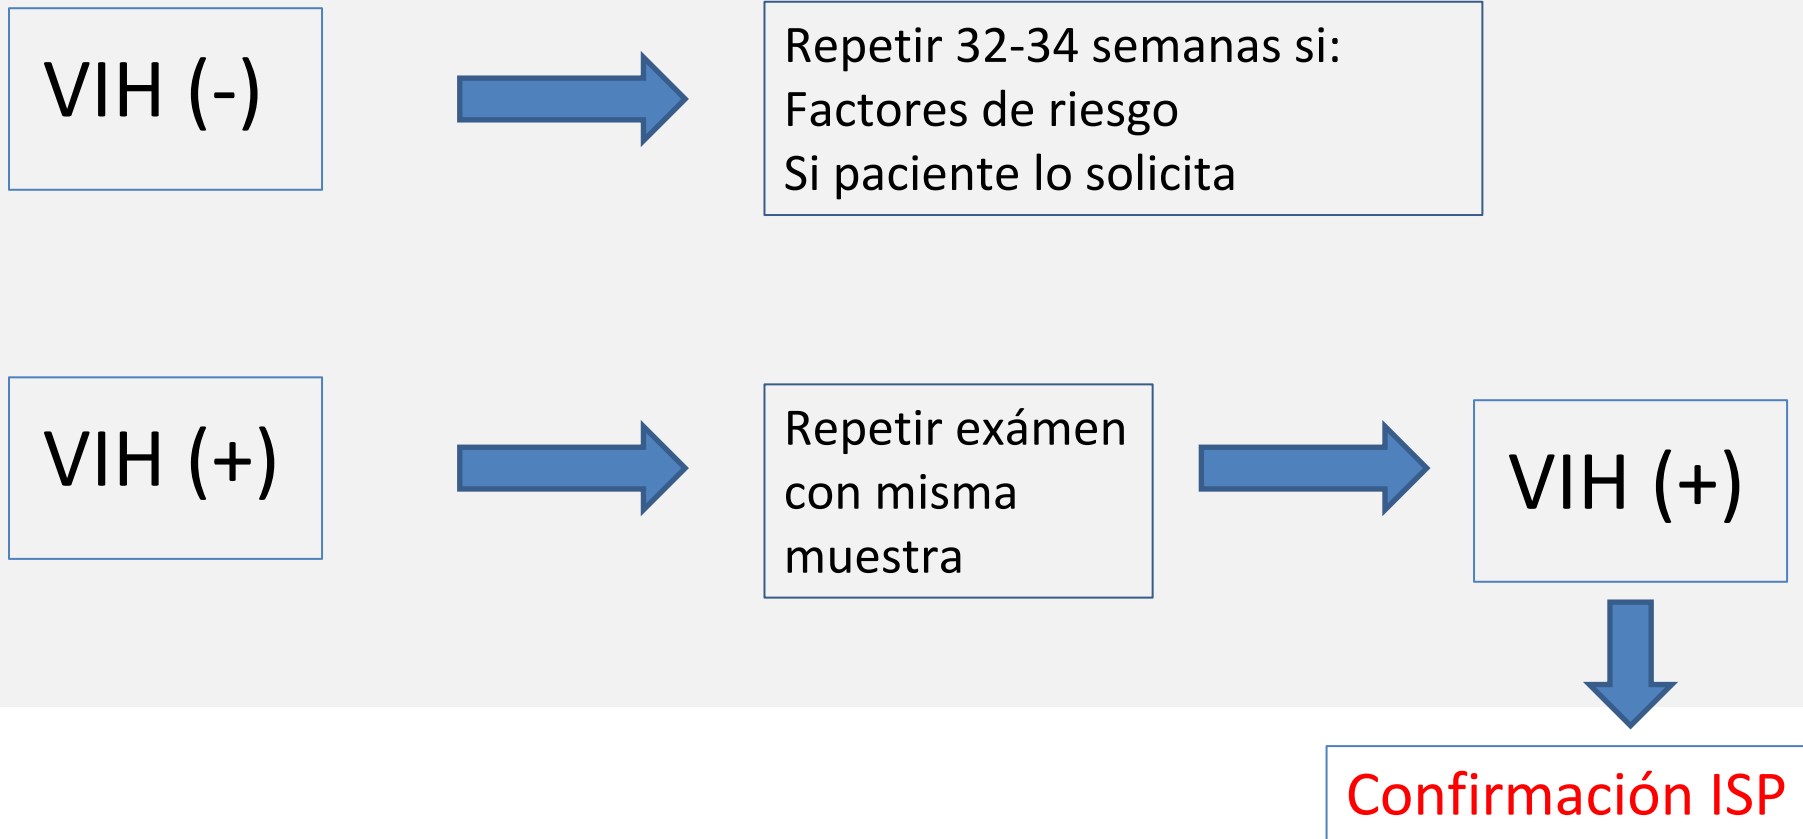 VIH (-)
Repetir 32-34 semanas si:
Factores de riesgo
Si paciente lo solicita
VIH (+)
Repetir exámen
con misma
muestra
VIH (+)
Confirmación ISP